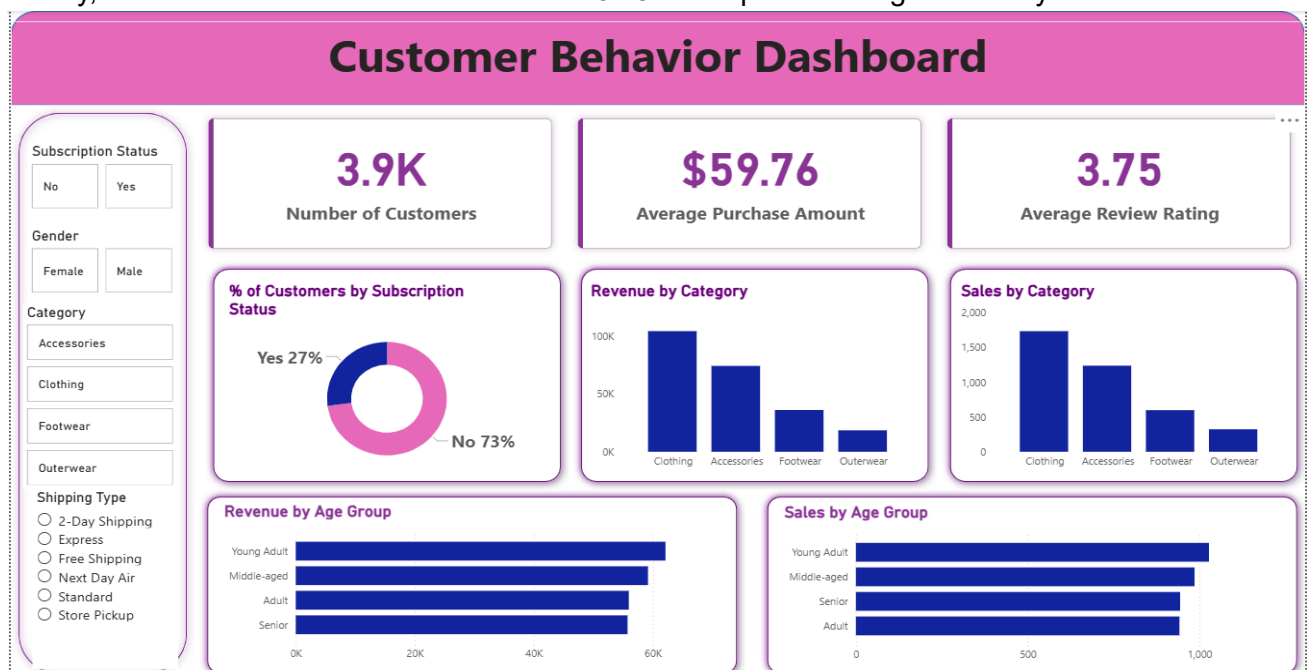 Customer Behavior Dashboard
Subscription Status
No
Yes
Gender
Female
Male
Category
Accessories
Clothing
Footwear
Outerwear
Shipping Type
2-Day Shipping
Express
Free Shipping
Next Day Air
Standard
Store Pickup
3.9K
Number of Customers
$59.76
Average Purchase Amount
3.75
Average Review Rating
% of Customers by Subscription
Status
Yes 27%
No 73%
Revenue by Category
100K
50K
0K
Clothing Accessories Footwear Outerwear
Sales by Category
2,000
1,500
1,000
500
0
Clothing Accessories Footwear Outerwear
Revenue by Age Group
Young Adult
Middle-aged
Adult
Senior
0K 20K 40K 60K
Sales by Age Group
Young Adult
Middle-aged
Senior
Adult
0 500 1,000